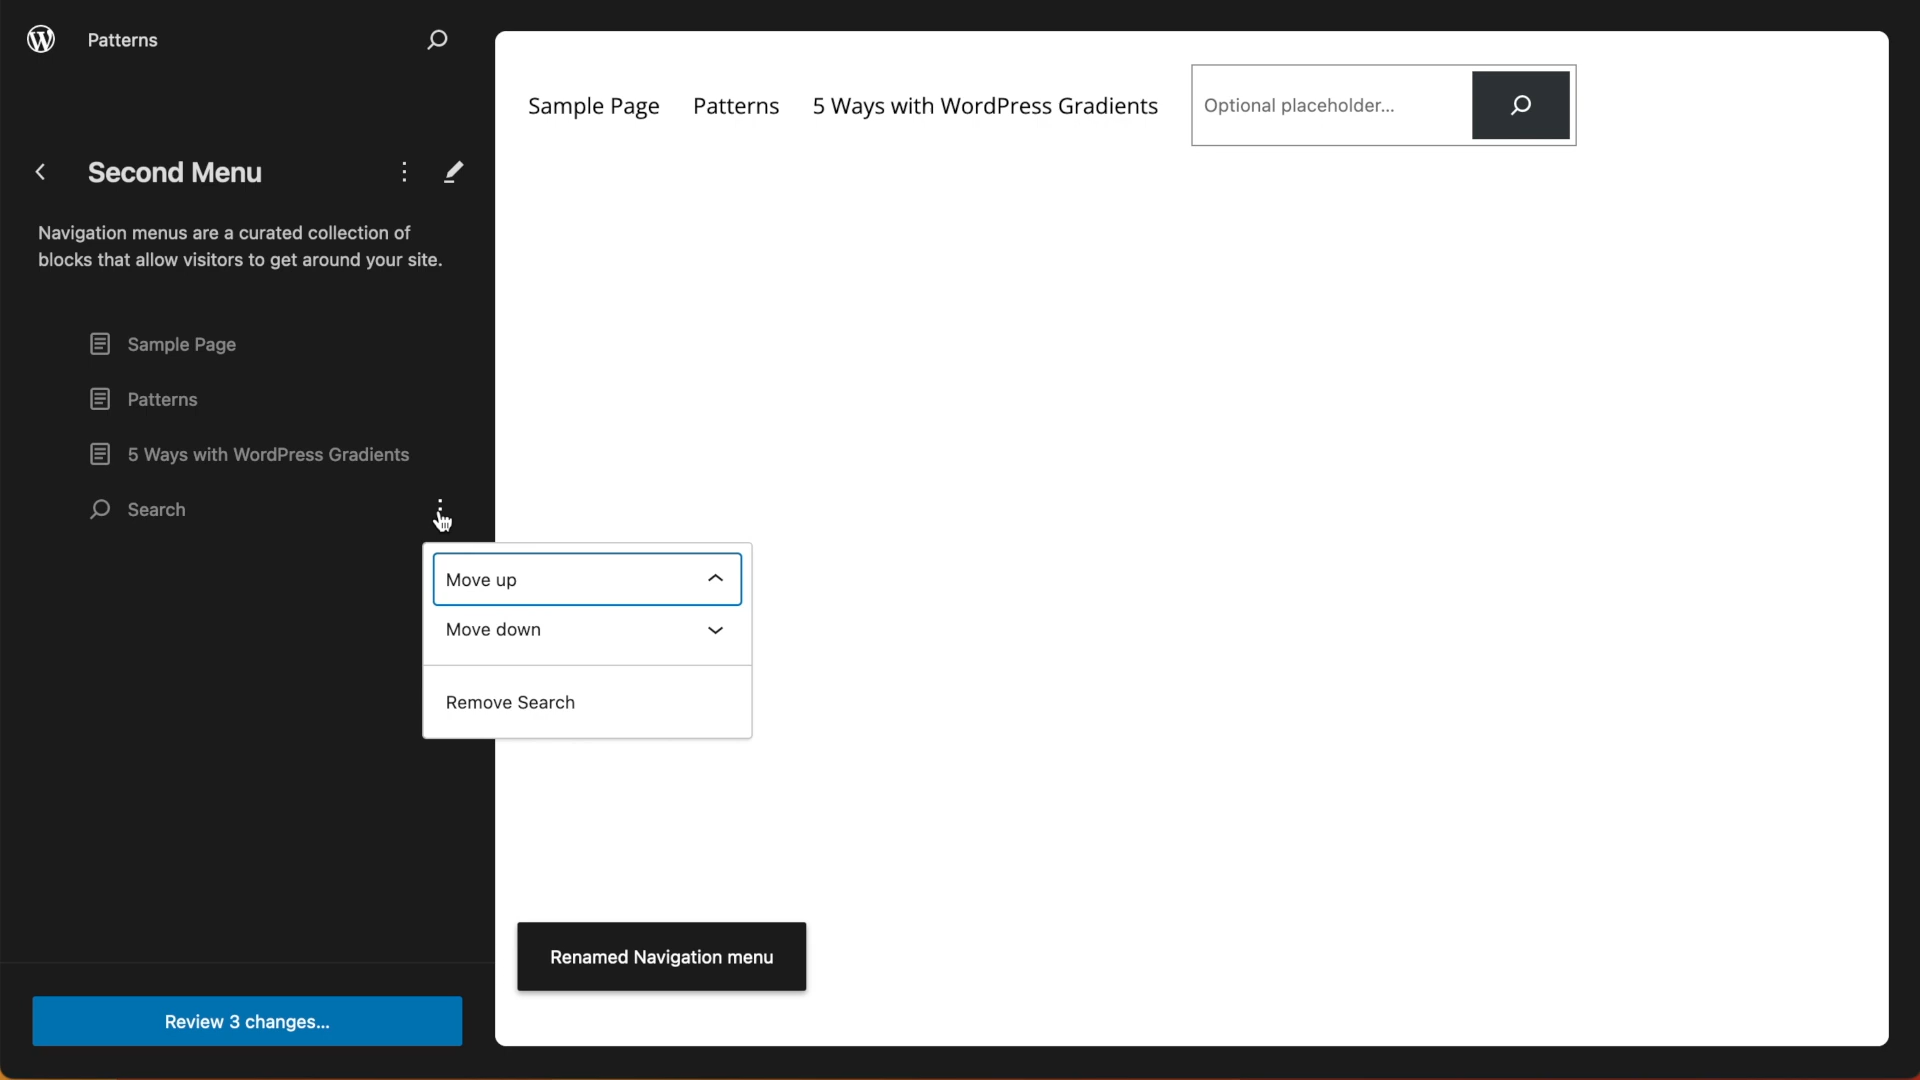 Patterns
Second Menu
Navigation menus are a curated collection of
blocks that allow visitors to get around your site.
Sample Page
Patterns
5 Ways with WordPress Gradients
Search
Sample Page Patterns 5 Ways with WordPress Gradients Optional placeholder...
Move up
Move down
Remove Search
Renamed Navigation menu
Review 3 changes...